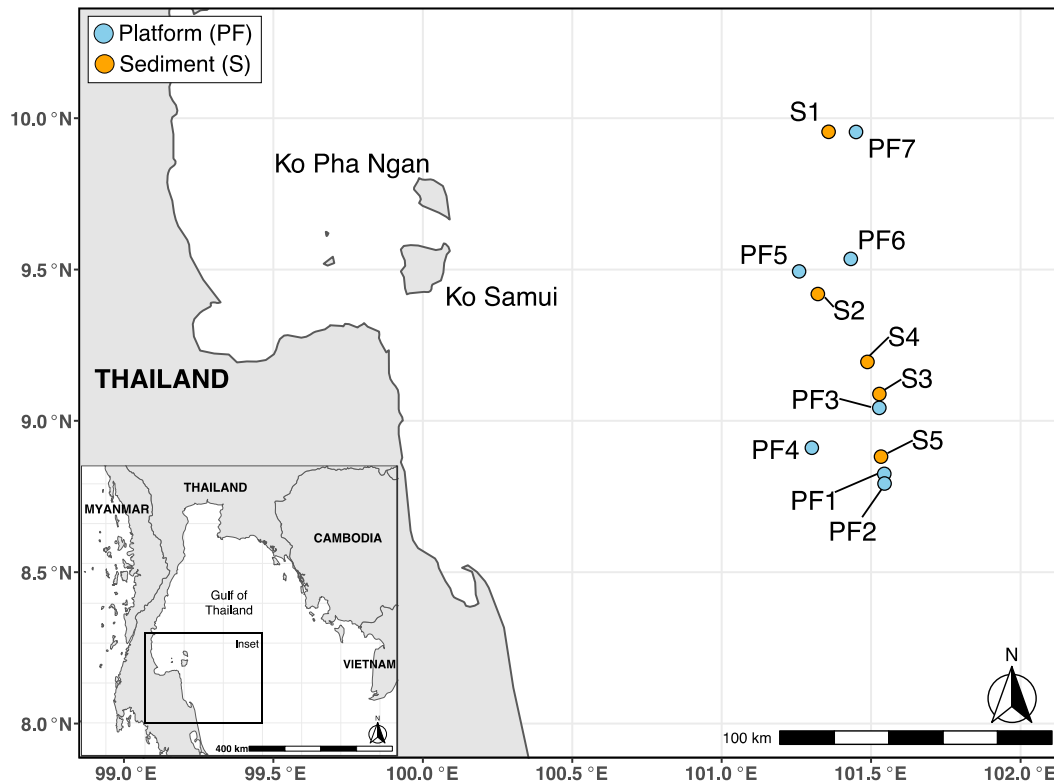 Platform (PF)
Sediment (S)
10.0 °N
9.5 °N
9.0 °N
8.5 °N
8.0 °N
S1
PF7
Ko Pha Ngan
PF6
PF5
Ko Samui
S2
S4
THAILAND
S3
PF3
S5
PF4
PF1
PF2
THAILAND
MYANMAR
CAMBODIA
Gulf of
Thailand
Inset
VIETNAM
N
400 km
N
100 km
99.0 °E
99.5 °E
100.0 °E
100.5 °E
101.0 °E
101.5 °E
102.0 °E